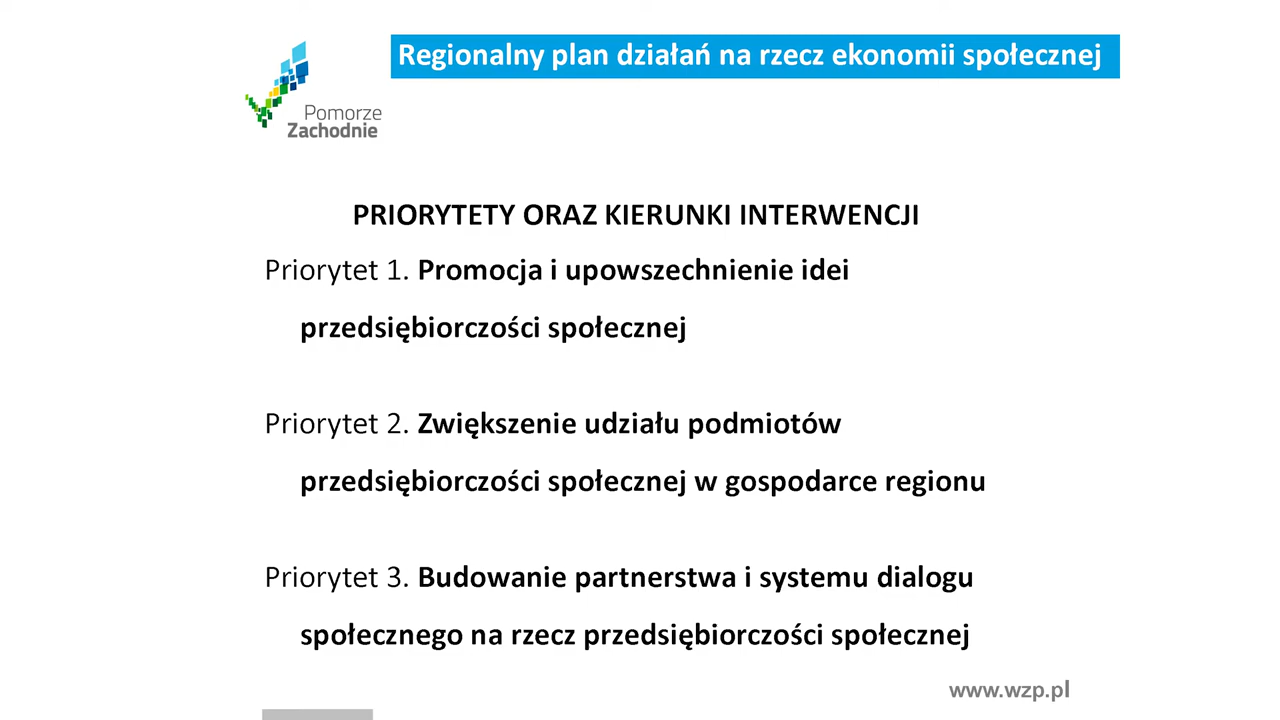 Regionalny plan działań na rzecz ekonomii społecznej
Pomorze
Zachodnie
PRIORYTETY ORAZ KIERUNKI INTERWENCJI
Priorytet 1. Promocja i upowszechnienie idei
przedsiębiorczości społecznej
Priorytet 2. Zwiększenie udziału podmiotów
przedsiębiorczości społecznej w gospodarce regionu
Priorytet 3. Budowanie partnerstwa i systemu dialogu
społecznego na rzecz przedsiębiorczości społecznej
www.wzp.pl